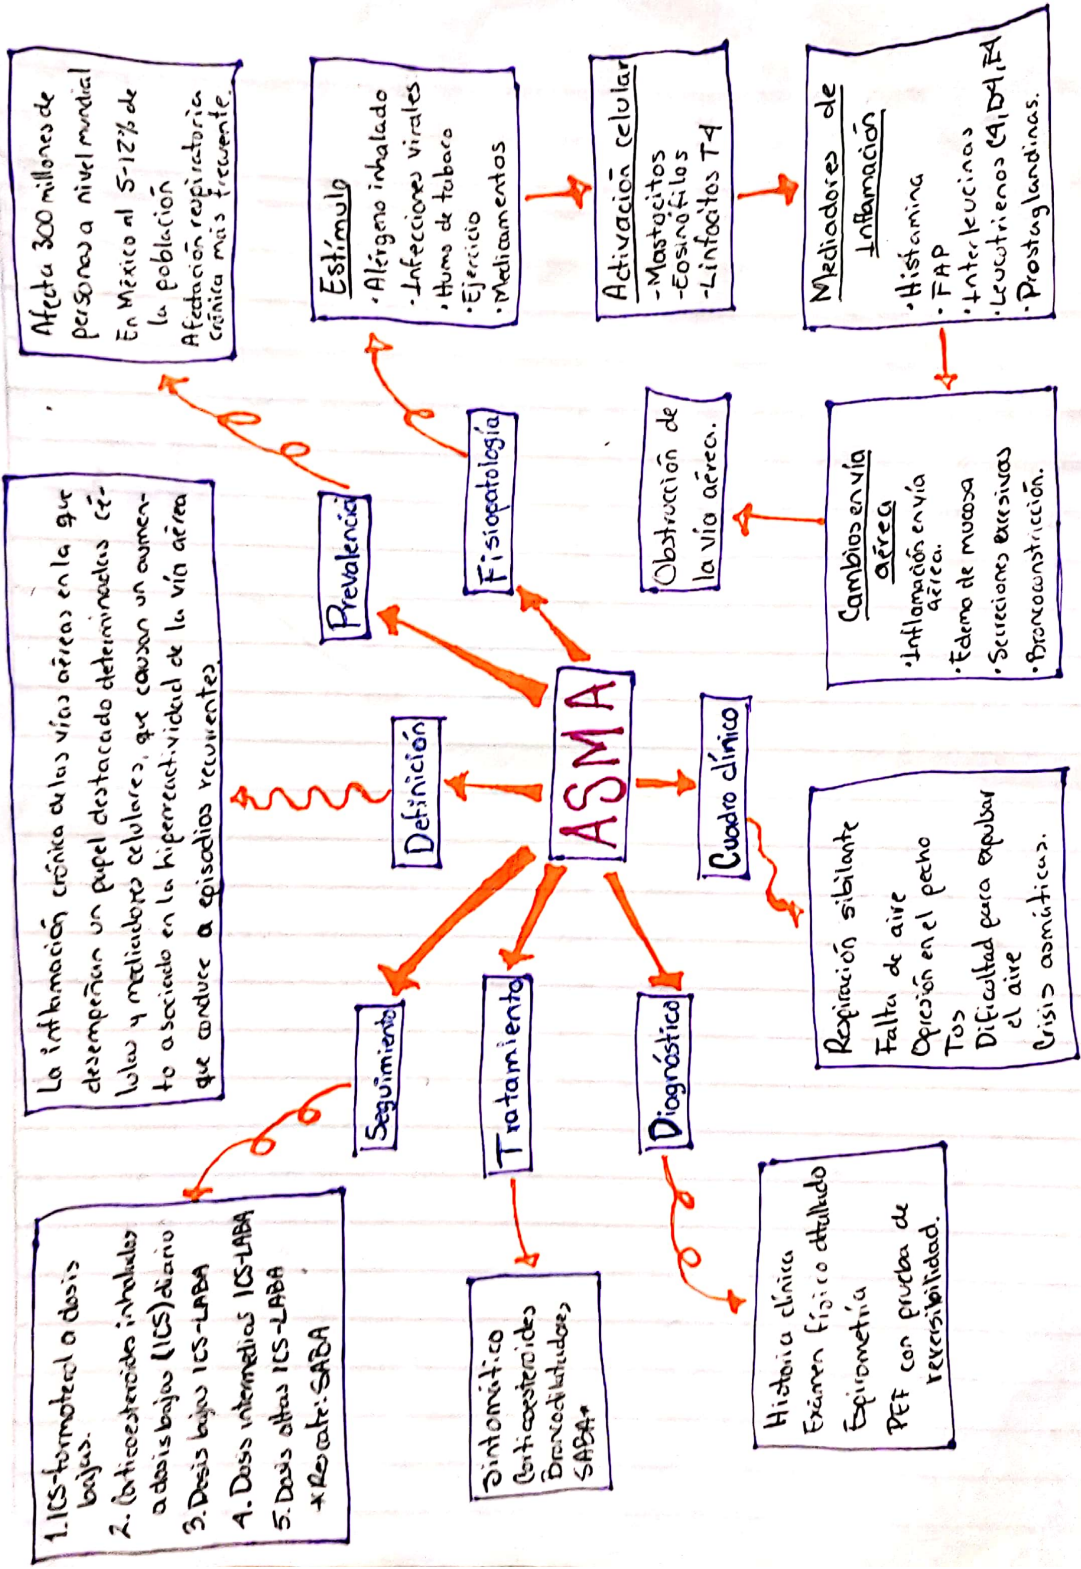 ASMA
Definición
La inflamación crónica de las vías aéreas en la que
desempeñan un papel destacado determinadas cé-
lulas y mediadores celulares, que causan un aumen-
to asociado en la hiperreactividad de la vía aérea
que conduce a episodios recurrentes.
Prevalencia
Afecta 300 millones de
personas a nivel mundial
En México al 5-12% de
la población
Afectación respiratoria
crónica más frecuente.
Fisiopatología
Estímulo
· Alérgeno inhalado
· Infecciones virales
· Humo de tabaco
· Ejercicio
· Medicamentos
Activación celular
- Mastocitos
- Eosinófilos
- Linfocitos T4
Mediadores de
Inflamación
· Histamina
· FAP
· Interleucinas
· Leucotrienos C4, D4, E4
· Prostaglandinas.
Cambios en vía
aérea
· Inflamación en vía
aérea.
· Edema de mucosa
· Secreciones excesivas
· Broncoconstricción.
Obstrucción de
la vía aérea.
Cuadro clínico
Respiración sibilante
Falta de aire
Opresión en el pecho
Tos
Dificultad para expulsar
el aire
Crisis asmáticas.
Diagnóstico
Historia clínica
Exámen físico detallado
Espirometría
PEF con prueba de
reversibilidad.
Tratamiento
Sintomático
Corticoesteroides
Broncodilatadores
SABA*
Seguimiento
1. ICS-formoterol a dosis
bajas.
2. Corticoesteroides inhalados
a dosis bajas (ICS) diario
3. Dosis bajas ICS-LABA
4. Dosis intermedias ICS-LABA
5. Dosis altas ICS-LABA
*Rescate: SABA